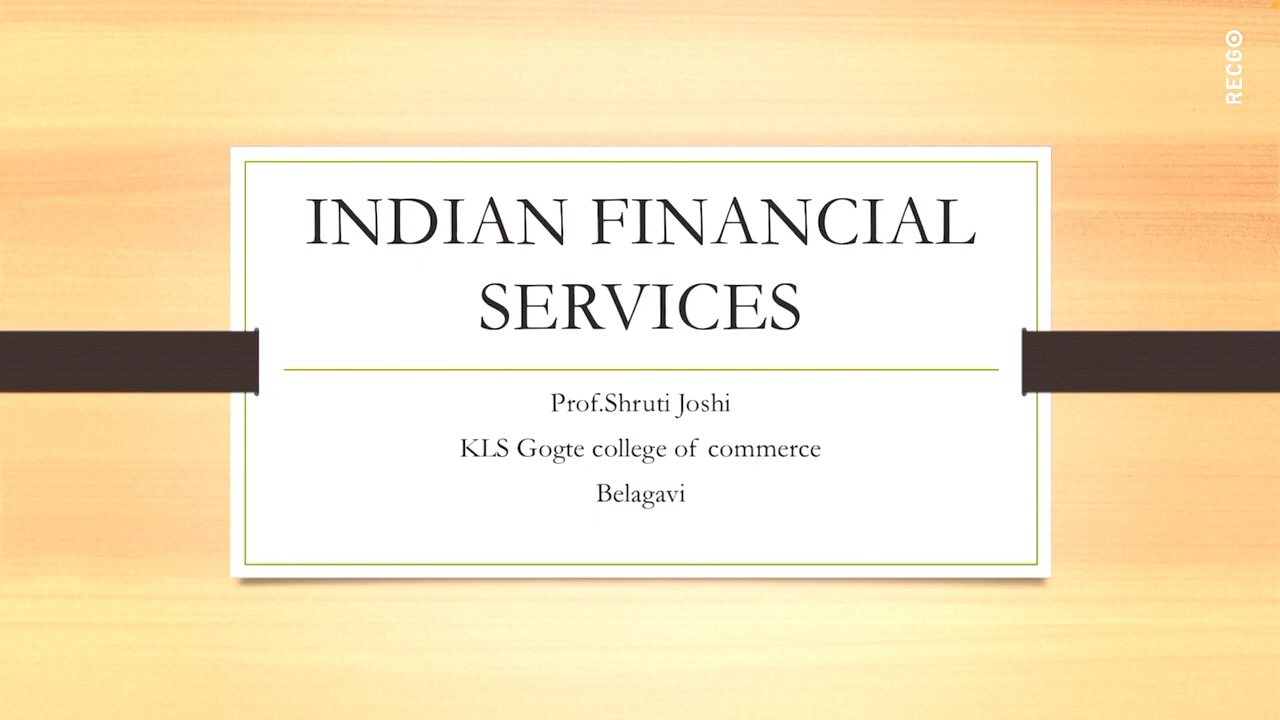 RECGO
INDIAN FINANCIAL
SERVICES
Prof.Shruti Joshi
KLS Gogte college of commerce
Belagavi